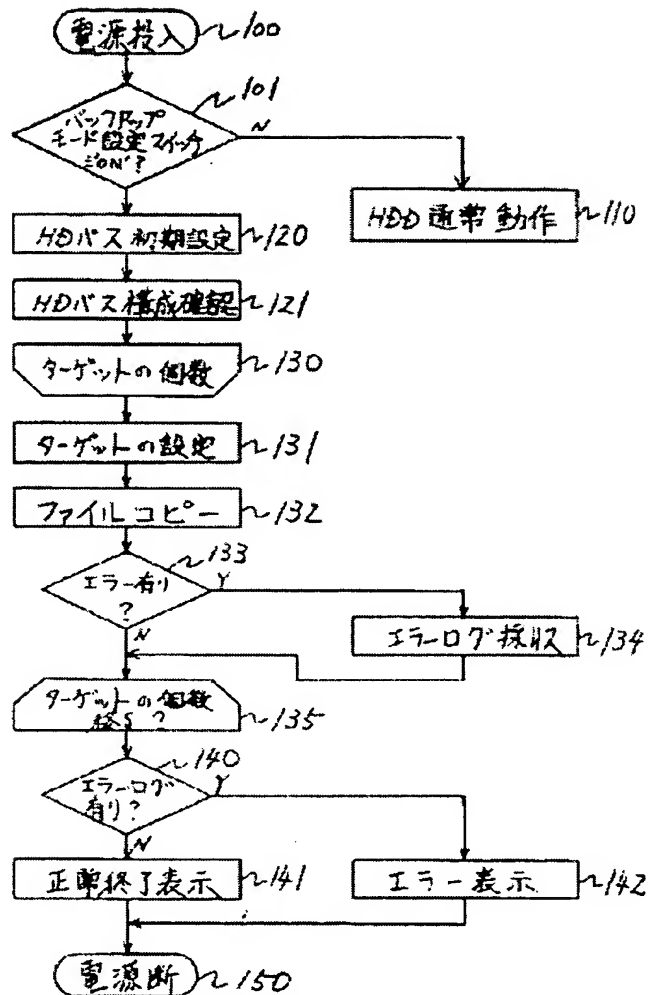 電源投入 100
101
バックアップ
モード設定スイッチ
"ON"?
N
HDD通常動作 110
HDバス初期設定 120
HDバス構成確認 121
ターゲットの個数 130
ターゲットの設定 131
ファイルコピー 132
133
エラー有り
?
Y
N
エラーログ採収 134
ターゲットの個数
終り? 135
140
エラーログ
有り?
Y
N
正常終了表示 141
エラー表示 142
電源断 150